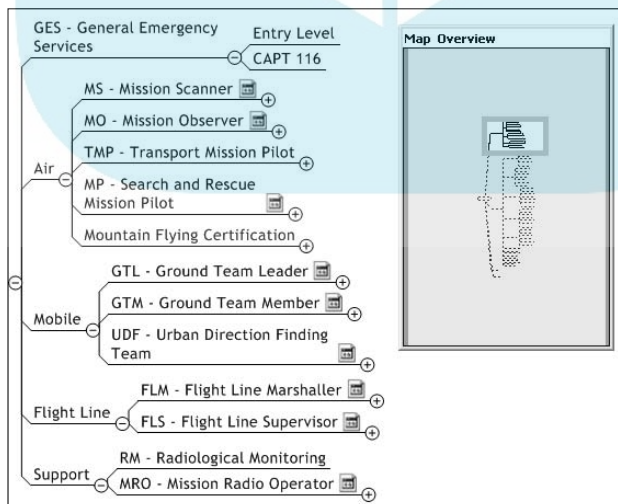 GES - General Emergency
Services
Entry Level
CAPT 116
Air
MS - Mission Scanner
MO - Mission Observer
TMP - Transport Mission Pilot
MP - Search and Rescue
Mission Pilot
Mountain Flying Certification
Mobile
GTL - Ground Team Leader
GTM - Ground Team Member
UDF - Urban Direction Finding
Team
Flight Line
FLM - Flight Line Marshaller
FLS - Flight Line Supervisor
Support
RM - Radiological Monitoring
MRO - Mission Radio Operator
Map Overview